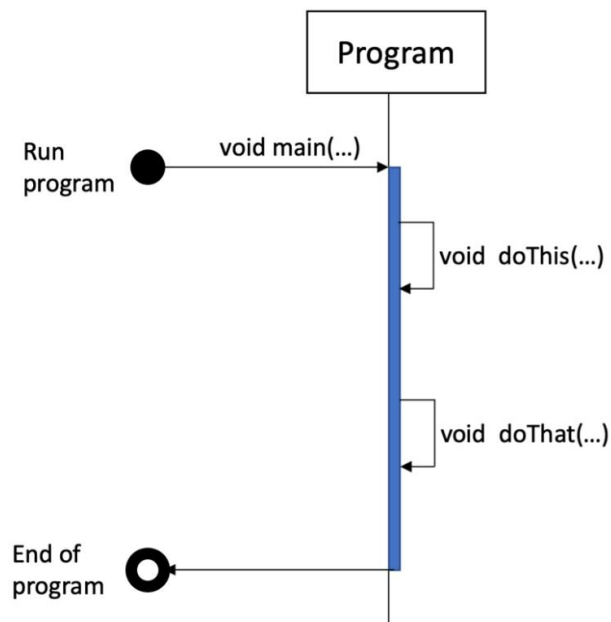 Program
void main(...)
Run
program
void doThis(...)
void doThat(...)
End of
program